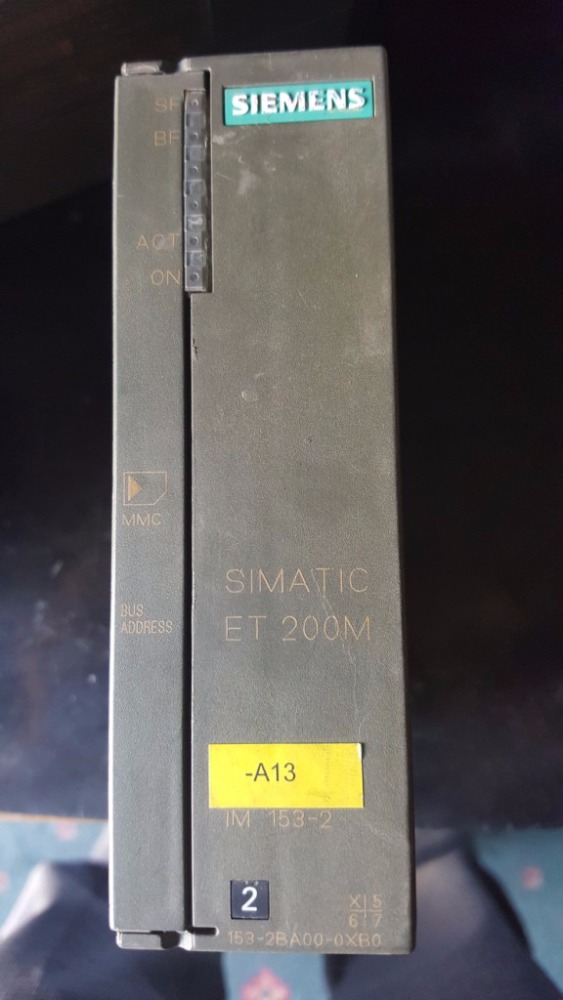 SIEMENS
SF
BF
ACT
ON
MMC
SIMATIC
ET 200M
BUS
ADDRESS
-A13
IM 153-2
2
X 5
6 7
153-2BA00-0XB0